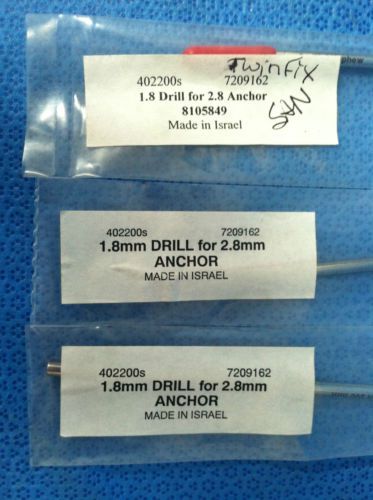 phew
TwinFix
402200s 7209162
1.8 Drill for 2.8 Anchor
8105849
Made in Israel
402200s 7209162
1.8mm DRILL for 2.8mm
ANCHOR
MADE IN ISRAEL
402200s 7209162
1.8mm DRILL for 2.8mm
ANCHOR
MADE IN ISRAEL